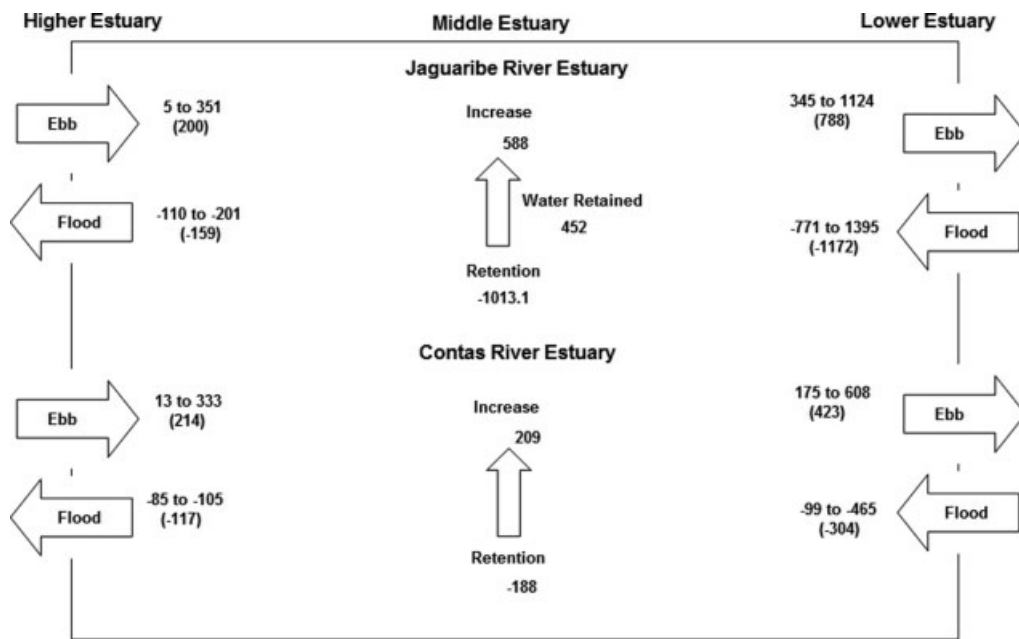 Higher Estuary
Middle Estuary
Lower Estuary
Jaguaribe River Estuary
Ebb
5 to 351
(200)
Increase
588
345 to 1124
(788)
Ebb
Flood
-110 to -201
(-159)
Water Retained
452
-771 to 1395
(-1172)
Flood
Retention
-1013.1
Contas River Estuary
Ebb
13 to 333
(214)
Increase
209
175 to 608
(423)
Ebb
Flood
-85 to -105
(-117)
-99 to -465
(-304)
Flood
Retention
-188